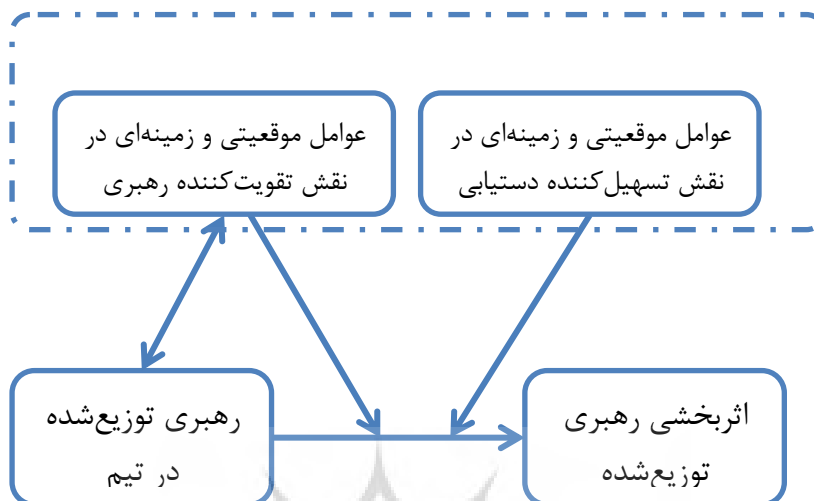 عوامل موقعیتی و زمینه‌ای در
نقش تسهیل‌کننده دستیابی
عوامل موقعیتی و زمینه‌ای در
نقش تقویت‌کننده رهبری
اثربخشی رهبری
توزیع‌شده
رهبری توزیع‌شده
در تیم